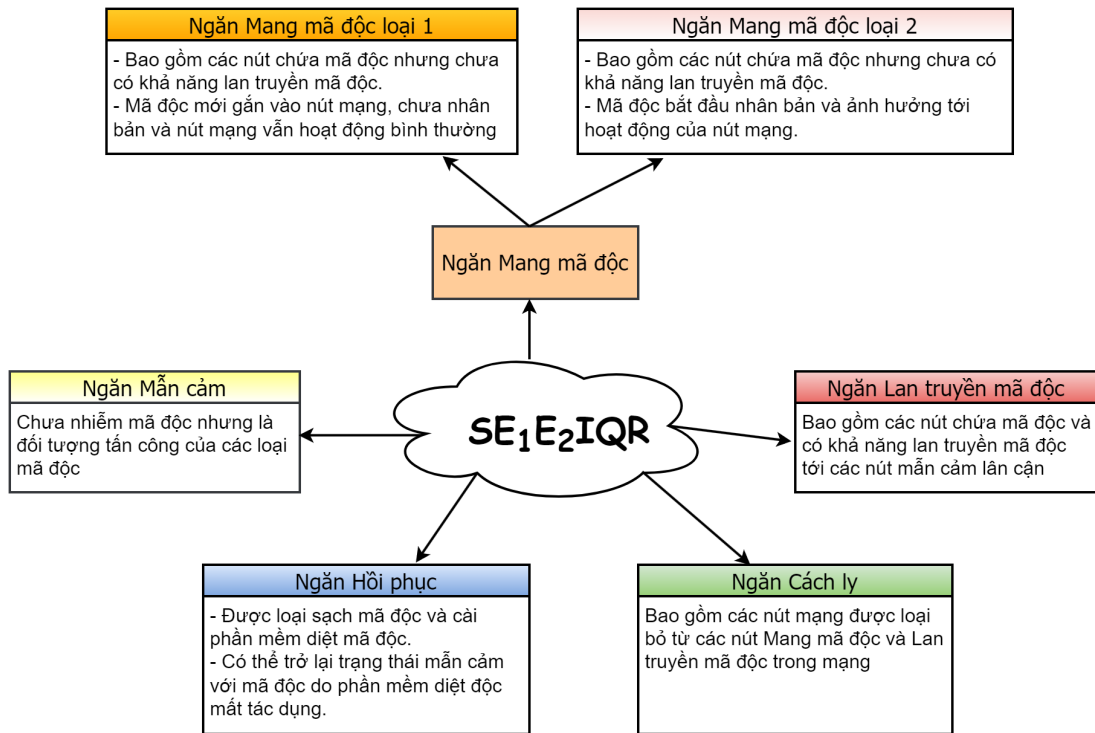 Ngăn Mang mã độc loại 1
- Bao gồm các nút chứa mã độc nhưng chưa
có khả năng lan truyền mã độc.
- Mã độc mới gắn vào nút mạng, chưa nhân
bản và nút mạng vẫn hoạt động bình thường
Ngăn Mang mã độc loại 2
- Bao gồm các nút chứa mã độc nhưng chưa có
khả năng lan truyền mã độc.
- Mã độc bắt đầu nhân bản và ảnh hưởng tới
hoạt động của nút mạng.
Ngăn Mang mã độc
Ngăn Mẫn cảm
Chưa nhiễm mã độc nhưng là
đối tượng tấn công của các loại
mã độc
SE₁E₂IQR
Ngăn Lan truyền mã độc
Bao gồm các nút chứa mã độc và
có khả năng lan truyền mã độc
tới các nút mẫn cảm lân cận
Ngăn Hồi phục
- Được loại sạch mã độc và cài
phần mềm diệt mã độc.
- Có thể trở lại trạng thái mẫn cảm
với mã độc do phần mềm diệt độc
mất tác dụng.
Ngăn Cách ly
Bao gồm các nút mạng được loại
bỏ từ các nút Mang mã độc và Lan
truyền mã độc trong mạng